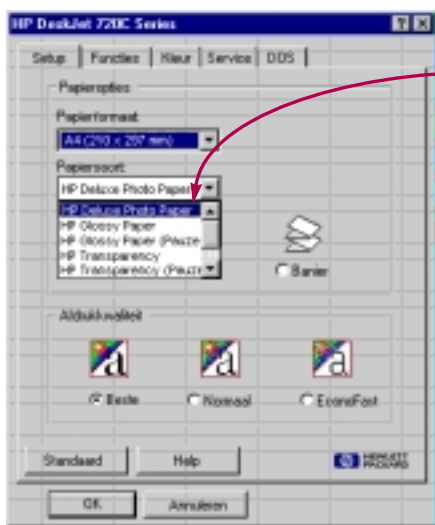 HP DeskJet 720C Series
Setup Functies Kleur Service DOS
Papieropties
Papierformaat:
A4 (210 x 297 mm)
Papiersoort:
HP Deluxe Photo Paper
HP Deluxe Photo Paper
HP Glossy Paper
HP Glossy Paper (Pauze
HP Transparency
HP Transparency (Pauze
Banier
Afdrukkwaliteit
Beste Normaal EconoFast
Standaard Help
HEWLETT
PACKARD
OK Annuleren